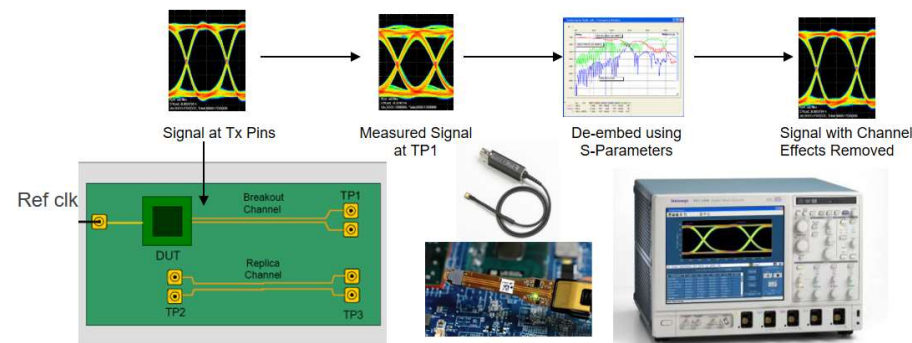 Signal at Tx Pins
Measured Signal
at TP1
De-embed using
S-Parameters
Signal with Channel
Effects Removed
Ref clk
Breakout
Channel
TP1
DUT
Replica
Channel
TP2
TP3
Tektronix